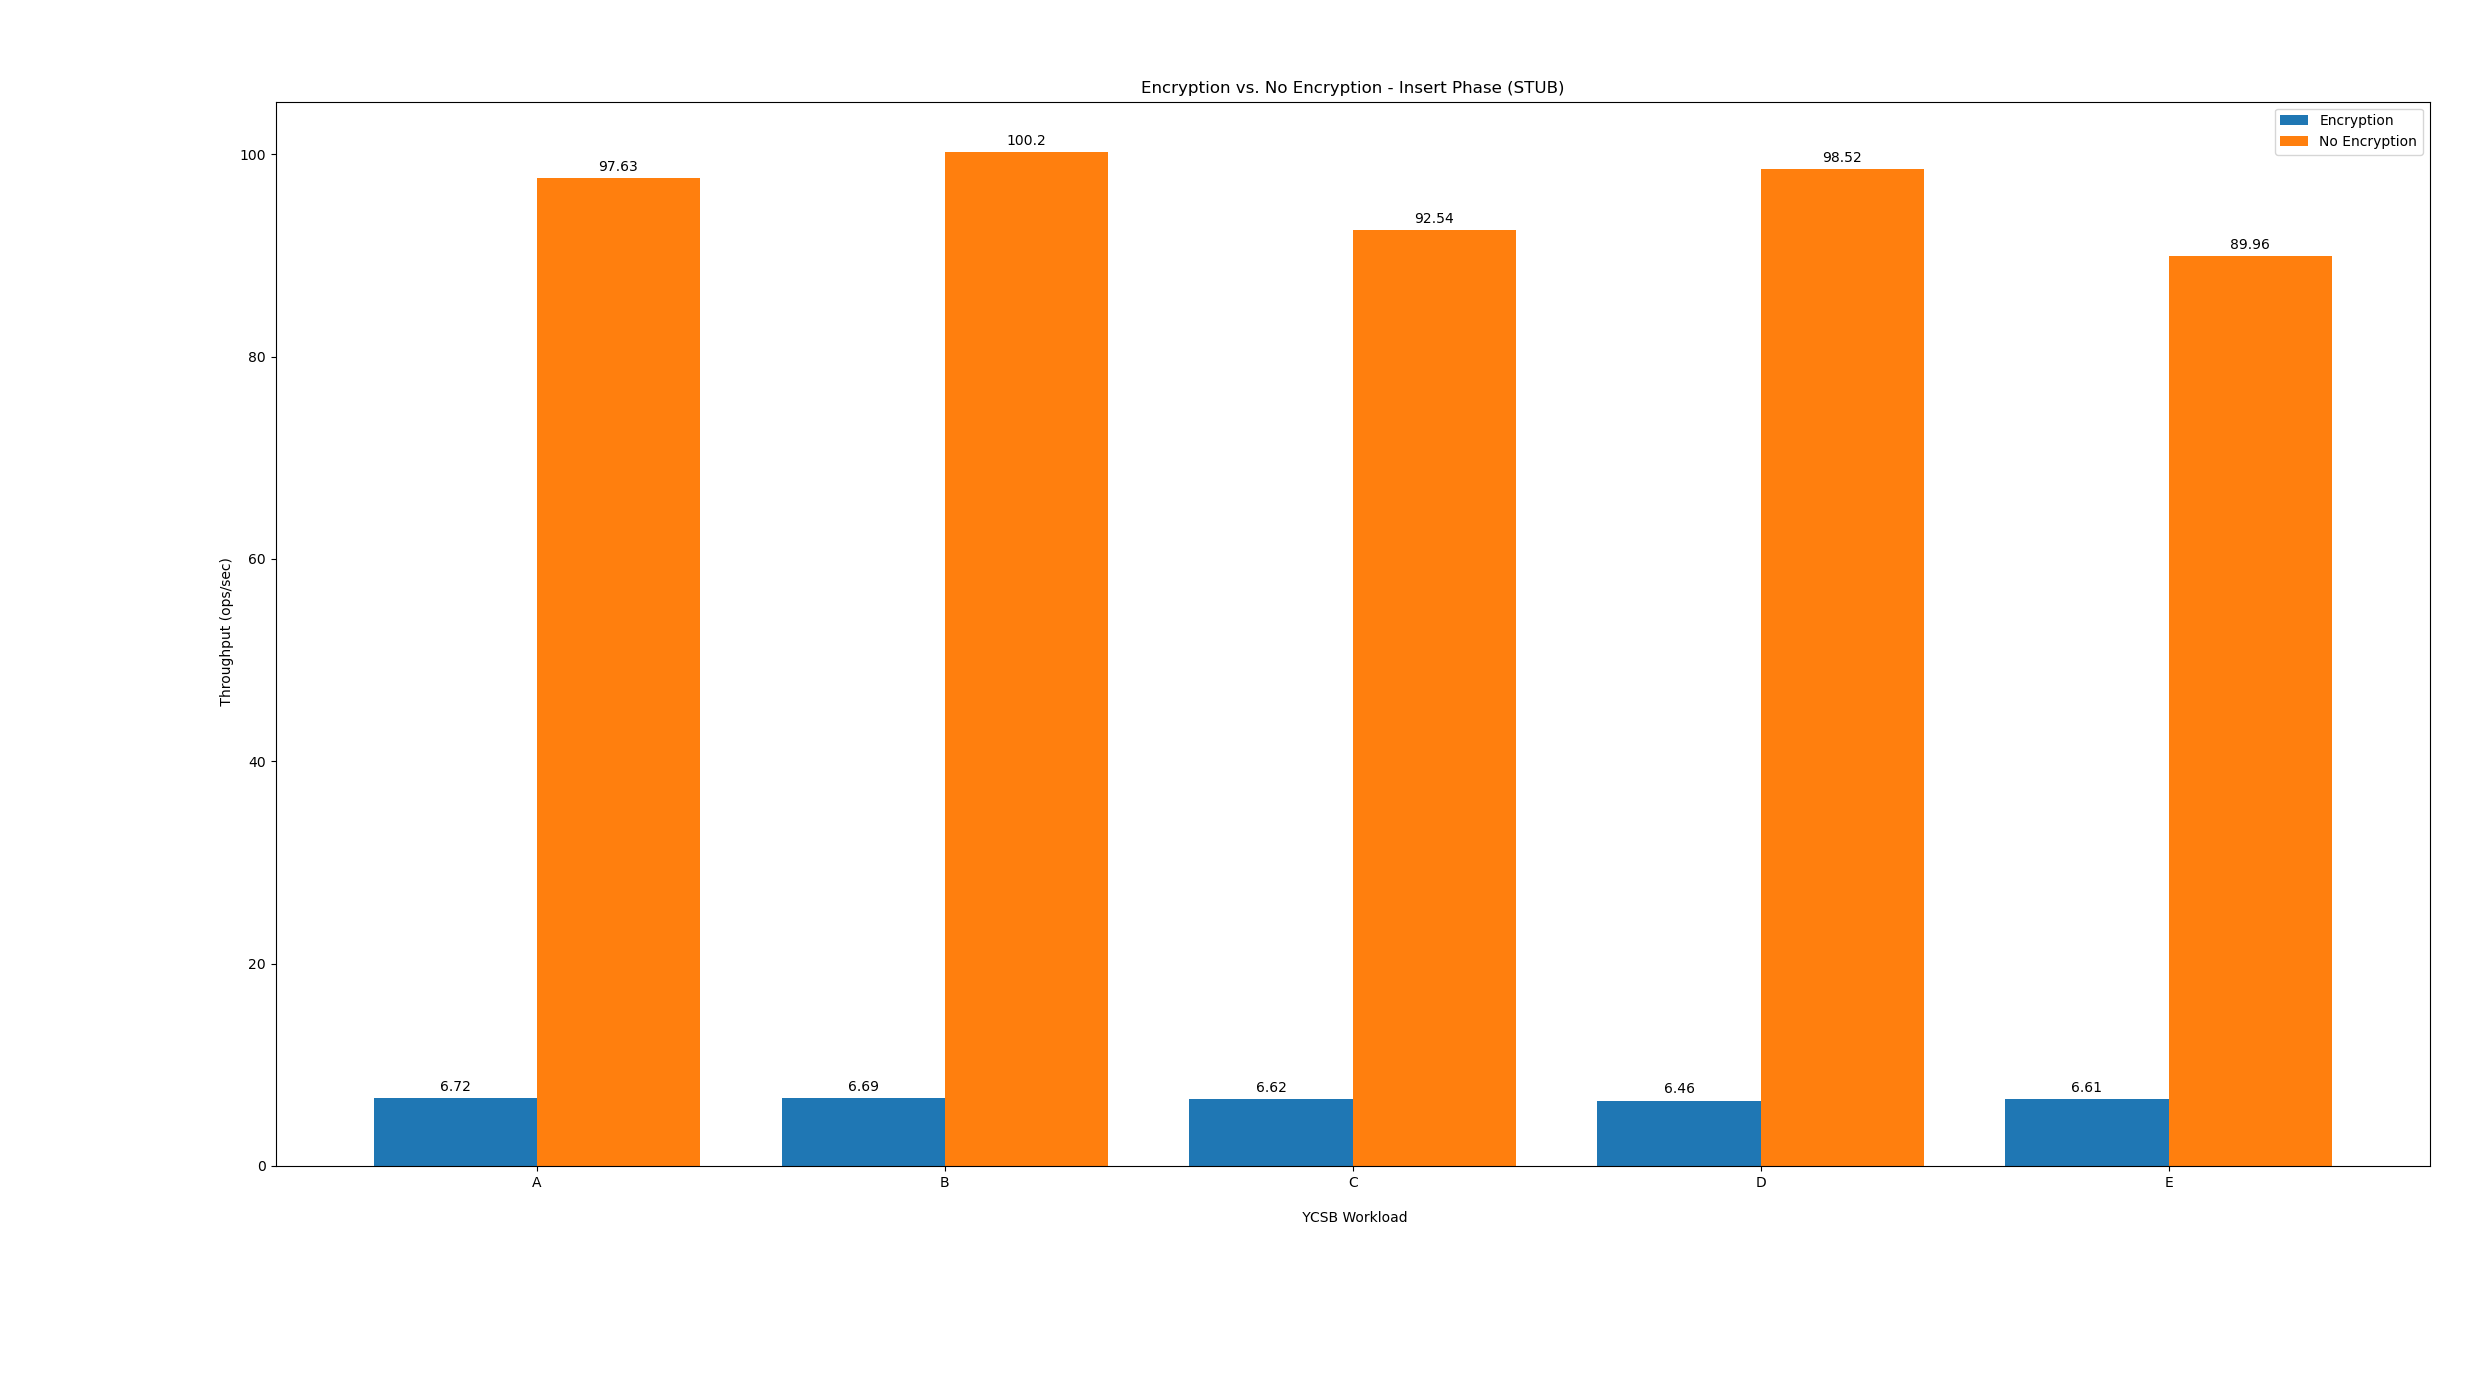 Encryption vs. No Encryption - Insert Phase (STUB)
Encryption
No Encryption
Throughput (ops/sec)
100
80
60
40
20
0
6.72
97.63
6.69
100.2
6.62
92.54
6.46
98.52
6.61
89.96
A
B
C
D
E
YCSB Workload